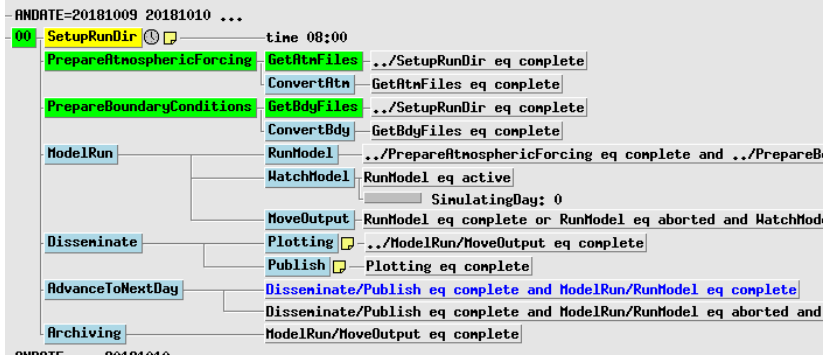 ANDATE=20181009 20181010 ...
00 SetupRunDir time 08:00
PrepareAtmosphericForcing GetAtmFiles ../SetupRunDir eq complete
ConvertAtm GetAtmFiles eq complete
PrepareBoundaryConditions GetBdyFiles ../SetupRunDir eq complete
ConvertBdy GetBdyFiles eq complete
ModelRun RunModel ../PrepareAtmosphericForcing eq complete and ../PrepareBo
WatchModel RunModel eq active
SimulatingDay: 0
MoveOutput RunModel eq complete or RunModel eq aborted and WatchMode
Disseminate Plotting ../ModelRun/MoveOutput eq complete
Publish Plotting eq complete
AdvanceToNextDay Disseminate/Publish eq complete and ModelRun/RunModel eq complete
Disseminate/Publish eq complete and ModelRun/RunModel eq aborted and
Archiving ModelRun/MoveOutput eq complete